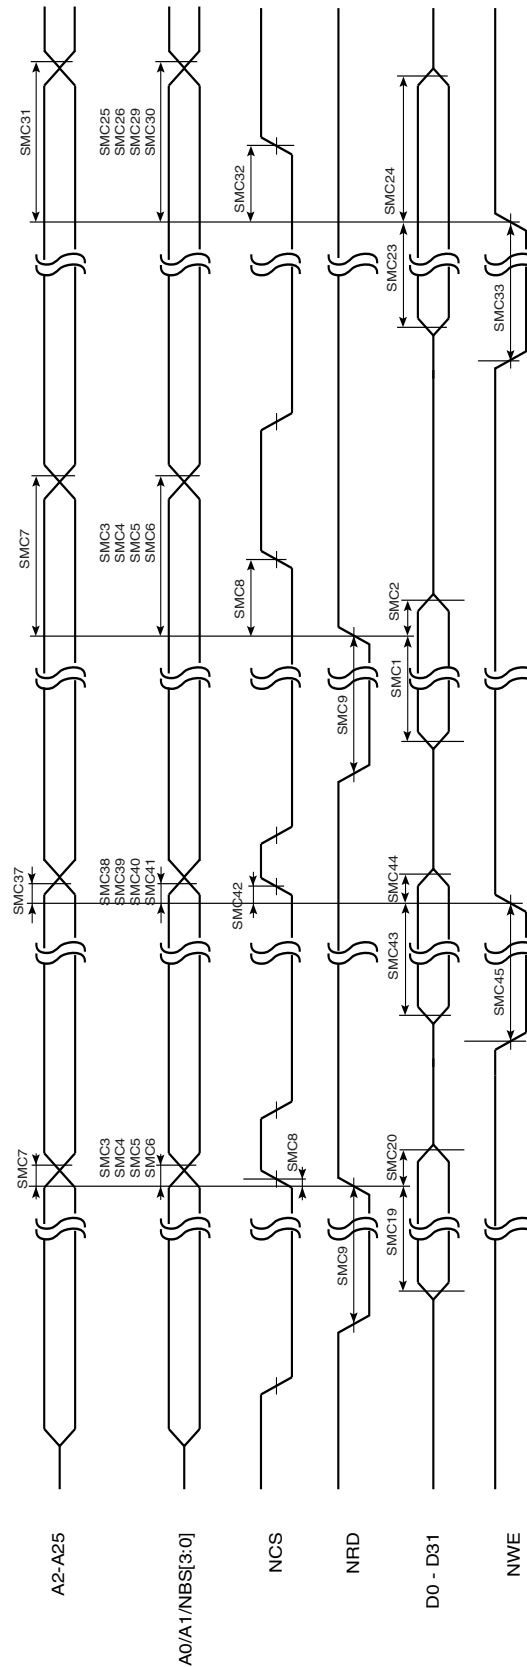 A2-A25
SMC7
SMC37
SMC7
SMC31
A0/A1/NBS[3:0]
SMC3
SMC4
SMC5
SMC6
SMC38
SMC39
SMC40
SMC41
SMC3
SMC4
SMC5
SMC6
SMC25
SMC26
SMC29
SMC30
NCS
SMC8
SMC42
SMC8
SMC32
NRD
SMC9
SMC9
D0 - D31
SMC19
SMC20
SMC43
SMC44
SMC1
SMC2
SMC23
SMC24
NWE
SMC45
SMC33